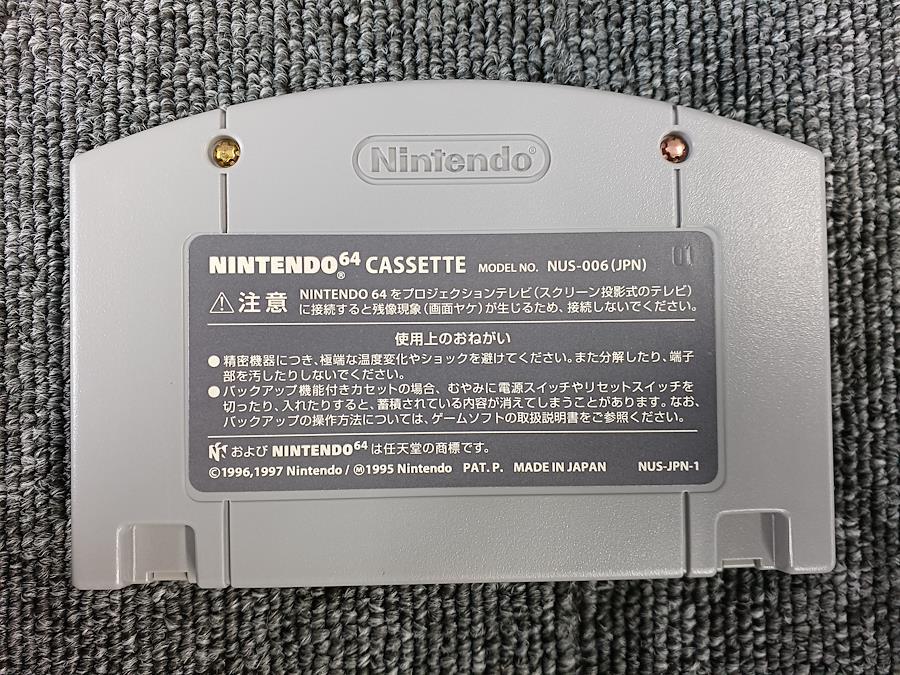 Nintendo®
NINTENDO64® CASSETTE MODEL NO. NUS-006(JPN) 01
⚠注意 NINTENDO 64 をプロジェクションテレビ(スクリーン投影式のテレビ)
に接続すると残像現象(画面ヤケ)が生じるため、接続しないでください。
使用上のおねがい
●精密機器につき、極端な温度変化やショックを避けてください。また分解したり、端子
部を汚したりしないでください。
●バックアップ機能付きカセットの場合、むやみに電源スイッチやリセットスイッチを
切ったり、入れたりすると、蓄積されている内容が消えてしまうことがあります。なお、
バックアップの操作方法については、ゲームソフトの取扱説明書をご参照ください。
および NINTENDO64 は任天堂の商標です。
©1996,1997 Nintendo / Ⓜ1995 Nintendo PAT. P. MADE IN JAPAN NUS-JPN-1